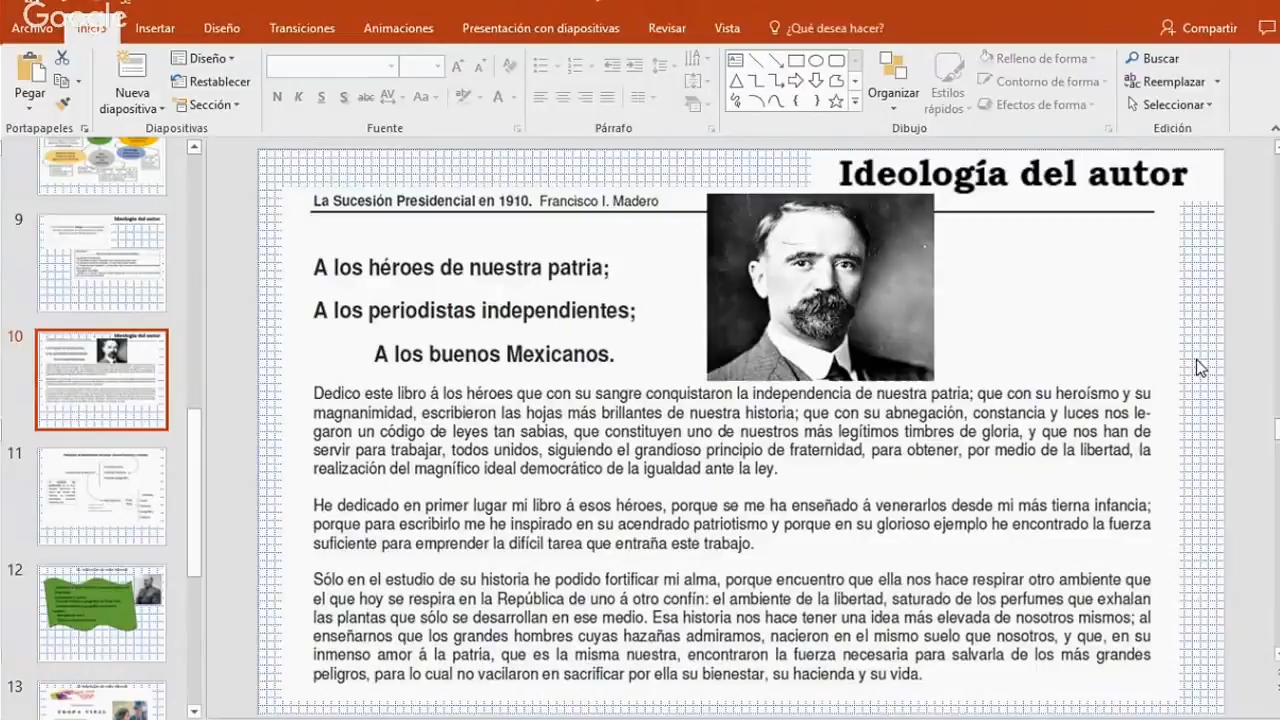 Google
Archivo Inicio Insertar Diseño Transiciones Animaciones Presentación con diapositivas Revisar Vista ¿Qué desea hacer? Compartir
Pegar
Nueva diapositiva
Diseño
Restablecer
Sección
N K S S abc AV Aa A
Organizar
Estilos rápidos
Relleno de forma
Contorno de forma
Efectos de forma
Buscar
Reemplazar
Seleccionar
Portapapeles Diapositivas Fuente Párrafo Dibujo Edición
9
Ideología del autor
10
Ideología del autor
11
13
Ideología del autor
La Sucesión Presidencial en 1910. Francisco I. Madero
A los héroes de nuestra patria;
A los periodistas independientes;
A los buenos Mexicanos.
Dedico este libro á los héroes que con su sangre conquistaron la independencia de nuestra patria, que con su heroísmo y su
magnanimidad, escribieron las hojas más brillantes de nuestra historia, que con su abnegación, constancia y luces nos le-
garon un código de leyes tan sabias, que constituyen uno de nuestros más legítimos timbres de gloria, y que nos han de
servir para trabajar, todos unidos, siguiendo el grandioso principio de fraternidad, para obtener, por medio de la libertad, la
realización del magnífico ideal democrático de la igualdad ante la ley.
He dedicado en primer lugar mi libro a esos héroes, porque se me ha enseñado á venerarlos desde mi más tierna infancia;
porque para escribirlo me he inspirado en su acendrado patriotismo y porque en su glorioso ejemplo he encontrado la fuerza
suficiente para emprender la difícil tarea que entraña este trabajo.
Sólo en el estudio de su historia he podido fortificar mi alma, porque encuentro que ella nos hace respirar otro ambiente que
el que hoy se respira en la República de uno á otro confín: el ambiente de la libertad, saturado de los perfumes que exhalan
las plantas que sólo se desarrollan en ese medio. Esa historia nos hace tener una idea más elevada de nosotros mismos; al
enseñarnos que los grandes hombres cuyas hazañas admiramos, nacieron en el mismo suelo que nosotros, y que, en su
inmenso amor á la patria, que es la misma nuestra, encontraron la fuerza necesaria para salvarla de los más grandes
peligros, para lo cual no vacilaron en sacrificar por ella su bienestar, su hacienda y su vida.